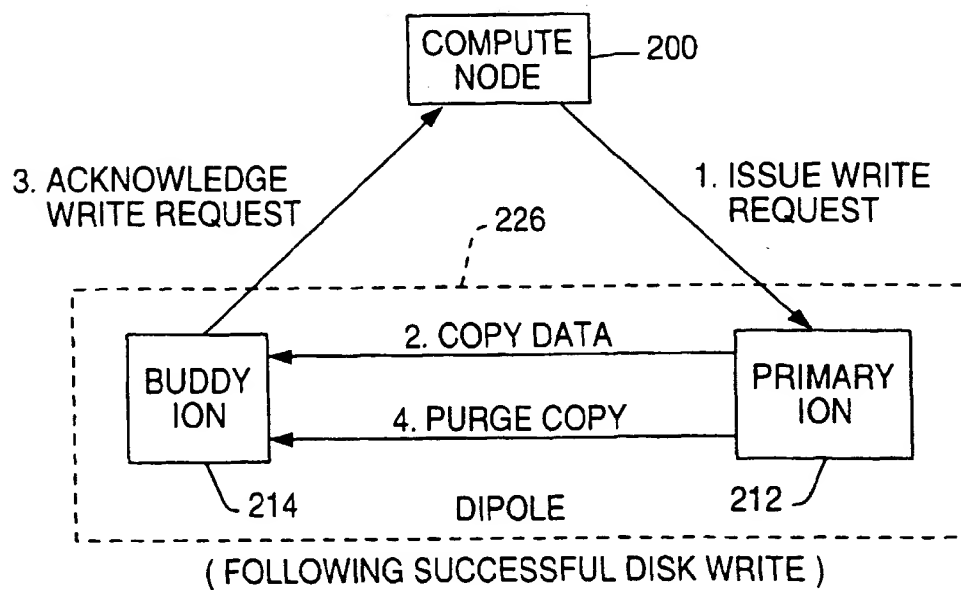 COMPUTE
NODE
200
3. ACKNOWLEDGE
WRITE REQUEST
1. ISSUE WRITE
REQUEST
226
2. COPY DATA
BUDDY
ION
PRIMARY
ION
4. PURGE COPY
214
DIPOLE
212
( FOLLOWING SUCCESSFUL DISK WRITE )